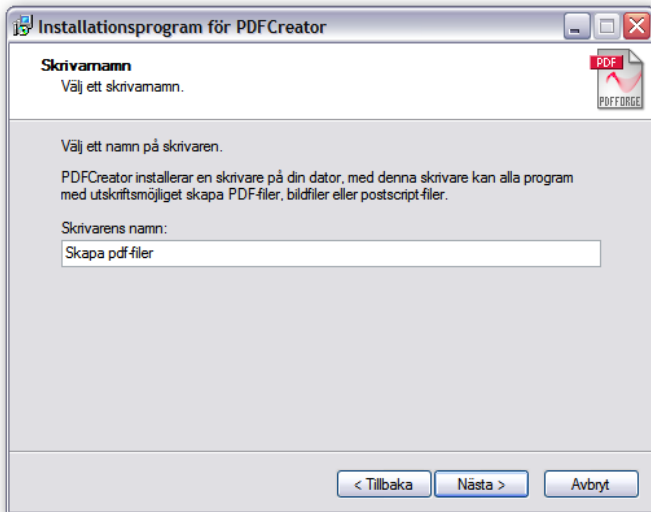 Installationsprogram för PDFCreator
Skrivarnamn
Välj ett skrivarnamn.
PDF
PDFFORGE
Välj ett namn på skrivaren.
PDFCreator installerar en skrivare på din dator, med denna skrivare kan alla program
med utskriftsmöjliget skapa PDF-filer, bildfiler eller postscript-filer.
Skrivarens namn:
Skapa pdf-filer
< Tillbaka
Nästa >
Avbryt